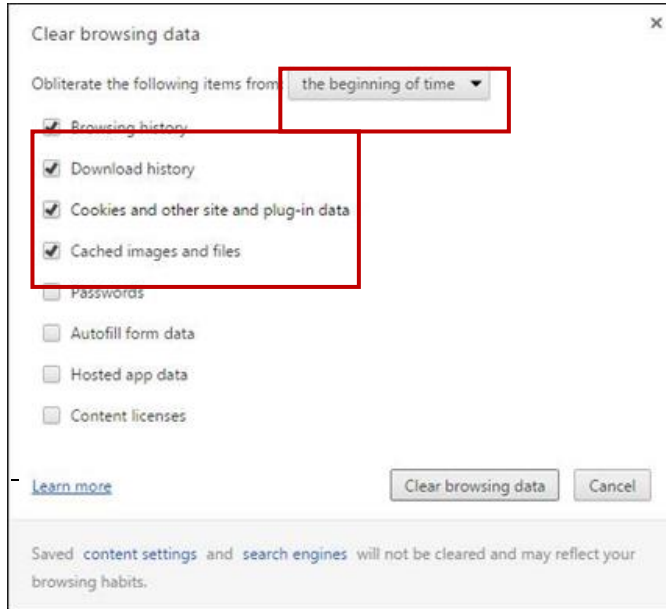 Clear browsing data
Obliterate the following items from: the beginning of time
Browsing history
Download history
Cookies and other site and plug-in data
Cached images and files
Passwords
Autofill form data
Hosted app data
Content licenses
Learn more Clear browsing data Cancel
Saved content settings and search engines will not be cleared and may reflect your
browsing habits.